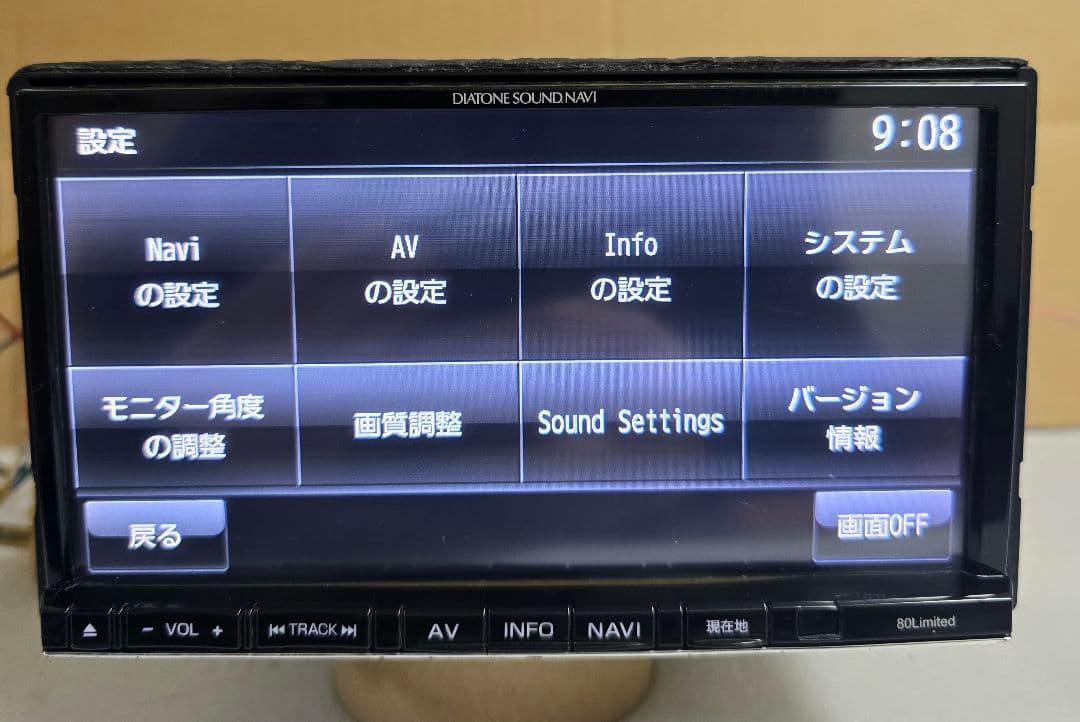 DIATONE SOUND.NAVI
設定
9:08
Navi
の設定
AV
の設定
Info
の設定
システム
の設定
モニター角度
の調整
画質調整
Sound Settings
バージョン
情報
戻る
画面OFF
- VOL +
TRACK
AV
INFO
NAVI
現在地
80Limited